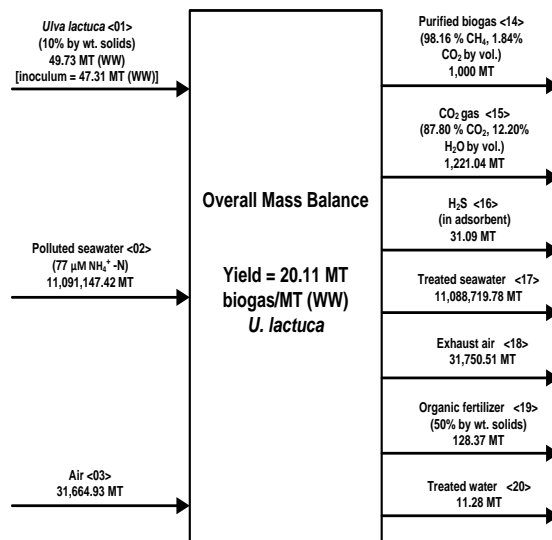 Ulva lactuca <01>
(10% by wt. solids)
49.73 MT (WW)
[inoculum = 47.31 MT (WW)]
Polluted seawater <02>
(77 µM NH₄⁺ -N)
11,091,147.42 MT
Air <03>
31,664.93 MT
Overall Mass Balance
Yield = 20.11 MT
biogas/MT (WW)
U. lactuca
Purified biogas <14>
(98.16 % CH₄, 1.84%
CO₂ by vol.)
1,000 MT
CO₂ gas <15>
(87.80 % CO₂, 12.20%
H₂O by vol.)
1,221.04 MT
H₂S <16>
(in adsorbent)
31.09 MT
Treated seawater <17>
11,088,719.78 MT
Exhaust air <18>
31,750.51 MT
Organic fertilizer <19>
(50% by wt. solids)
128.37 MT
Treated water <20>
11.28 MT